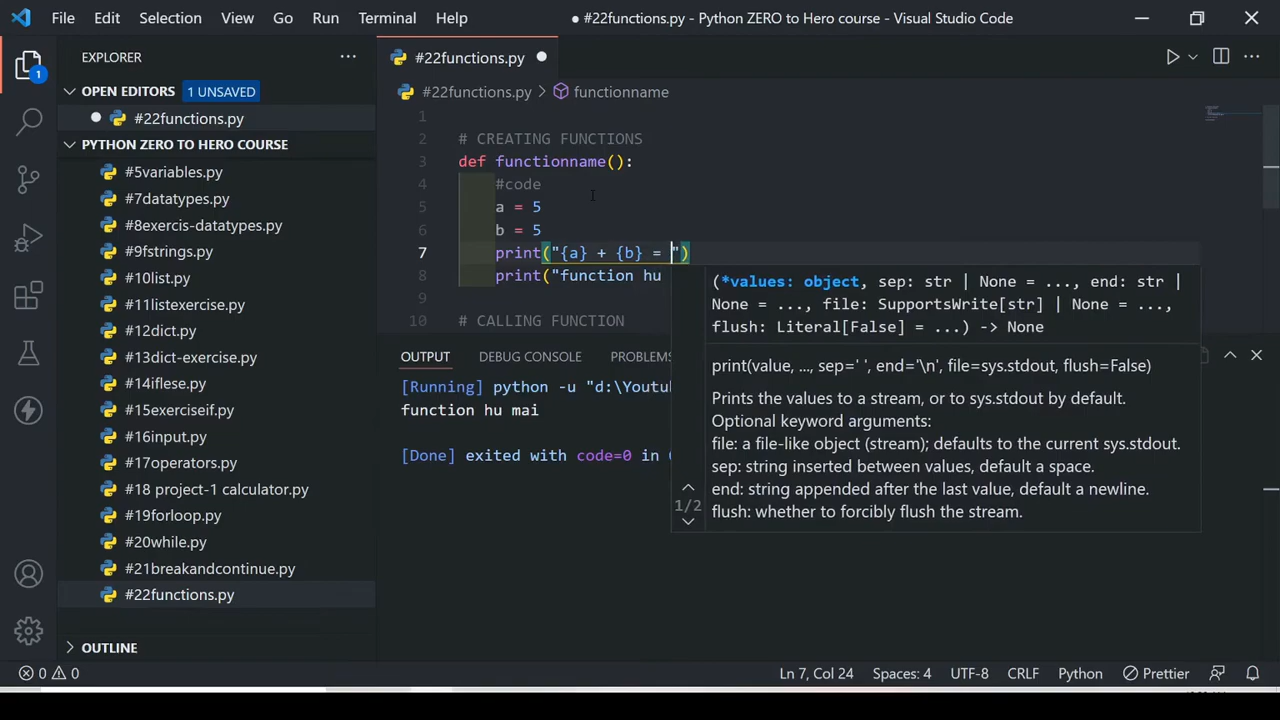 File Edit Selection View Go Run Terminal Help ● #22functions.py - Python ZERO to Hero course - Visual Studio Code
EXPLORER
1
OPEN EDITORS 1 UNSAVED
● #22functions.py
PYTHON ZERO TO HERO COURSE
#5variables.py
#7datatypes.py
#8exercis-datatypes.py
#9fstrings.py
#10list.py
#11listexercise.py
#12dict.py
#13dict-exercise.py
#14iflese.py
#15exerciseif.py
#16input.py
#17operators.py
#18 project-1 calculator.py
#19forloop.py
#20while.py
#21breakandcontinue.py
#22functions.py
OUTLINE
#22functions.py ●
#22functions.py > functionname
1
2 # CREATING FUNCTIONS
3 def functionname():
4 #code
5 a = 5
6 b = 5
7 print("{a} + {b} = ")
8 print("function hu
9
10 # CALLING FUNCTION
(*values: object, sep: str | None = ..., end: str |
None = ..., file: SupportsWrite[str] | None = ...,
flush: Literal[False] = ...) -> None
print(value, ..., sep=' ', end='\n', file=sys.stdout, flush=False)
Prints the values to a stream, or to sys.stdout by default.
Optional keyword arguments:
file: a file-like object (stream); defaults to the current sys.stdout.
sep: string inserted between values, default a space.
end: string appended after the last value, default a newline.
flush: whether to forcibly flush the stream.
1/2
OUTPUT DEBUG CONSOLE PROBLEMS
[Running] python -u "d:\Youtu
function hu mai
[Done] exited with code=0 in
0 0 Ln 7, Col 24 Spaces: 4 UTF-8 CRLF Python Prettier